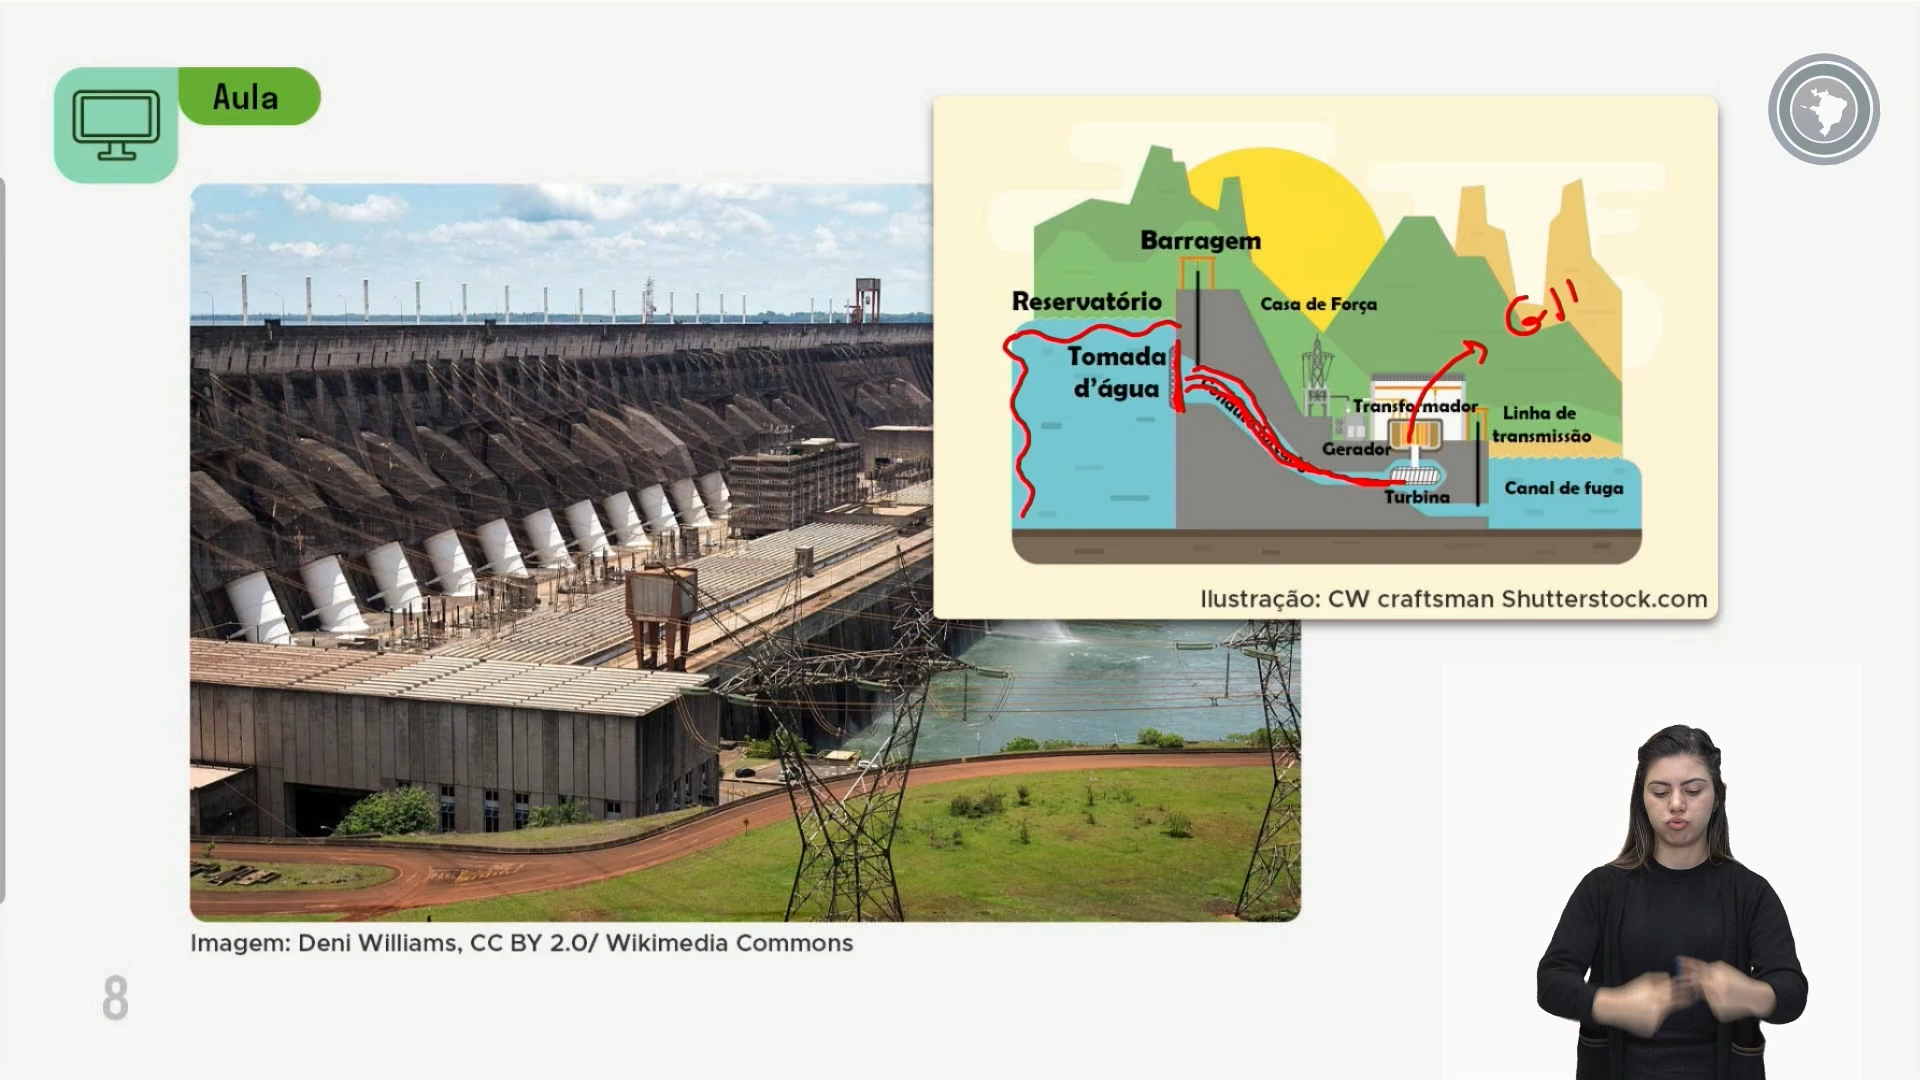 Aula
Barragem
Reservatório
Casa de Força
Tomada
d'água
Transformador
Linha de
transmissão
Gerador
Turbina
Canal de fuga
Ilustração: CW craftsman Shutterstock.com
Imagem: Deni Williams, CC BY 2.0/ Wikimedia Commons
8